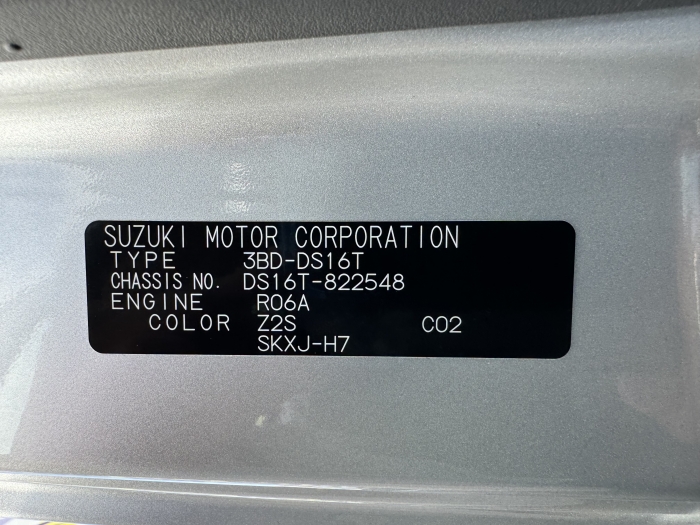 SUZUKI MOTOR CORPORATION
TYPE 3BD-DS16T
CHASSIS NO. DS16T-822548
ENGINE R06A
COLOR Z2S C02
SKXJ-H7